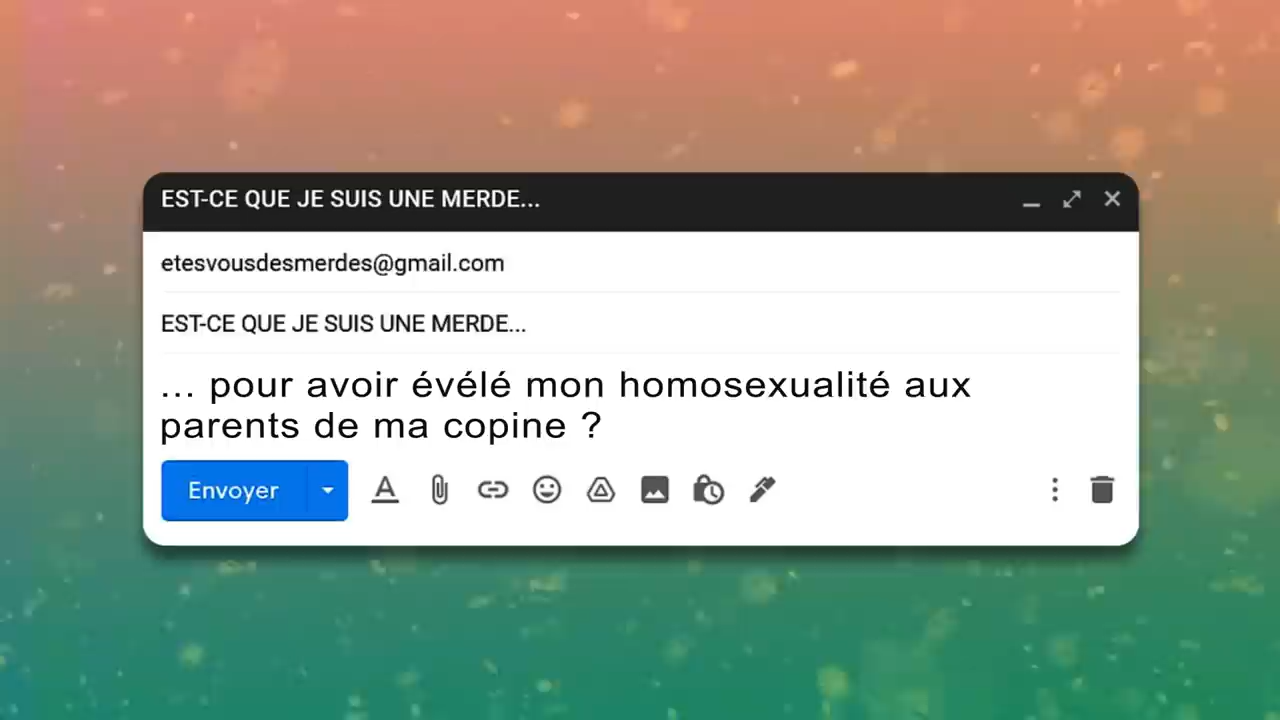 EST-CE QUE JE SUIS UNE MERDE...
etesvousdesmerdes@gmail.com
EST-CE QUE JE SUIS UNE MERDE...
... pour avoir évélé mon homosexualité aux
parents de ma copine ?
Envoyer